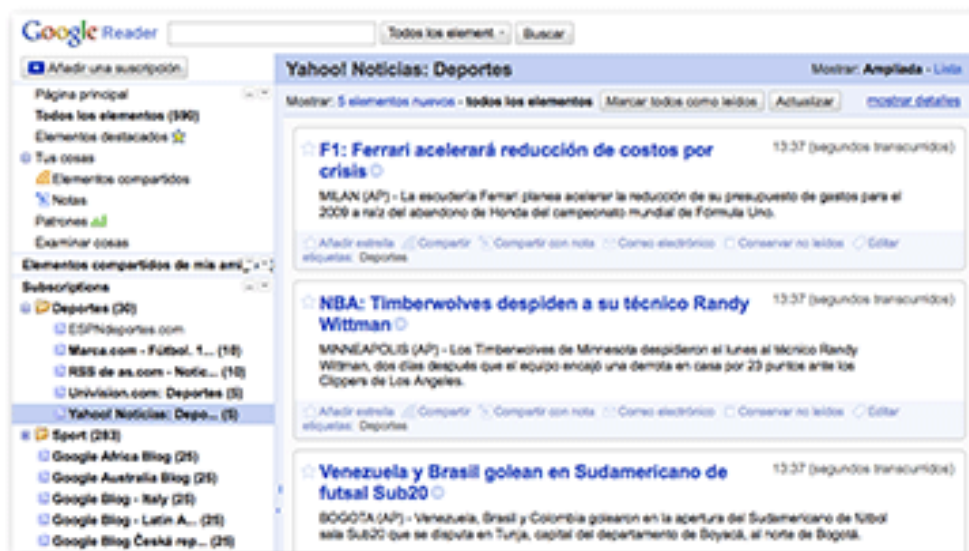 Google Reader
Todos los element
Buscar
Añadir una suscripción
Página principal
Todos los elementos (590)
Elementos destacados
Tus cosas
Elementos compartidos
Notas
Patrones
Examinar cosas
Elementos compartidos de mis ami
Subscriptions
Deportes (30)
ESPNdeportes.com
Marca.com - Fútbol. 1... (10)
RSS de as.com - Notic... (10)
Univision.com: Deportes (5)
Yahoo! Noticias: Depo... (5)
Sport (283)
Google Africa Blog (25)
Google Australia Blog (25)
Google Blog - Italy (25)
Google Blog - Latin A... (25)
Google Blog Česká rep... (25)
Yahoo! Noticias: Deportes
Mostrar: Ampliada - Lista
Mostrar: 5 elementos nuevos - todos los elementos
Marcar todos como leídos
Actualizar
mostrar detalles
F1: Ferrari acelerará reducción de costos por
crisis
13:37 (segundos transcurridos)
MILAN (AP) - La escudería Ferrari planea acelerar la reducción de su presupuesto de gastos para el
2009 a raíz del abandono de Honda del campeonato mundial de Fórmula Uno.
Añadir estrella Compartir Compartir con nota Correo electrónico Conservar no leídos Editar
etiquetas: Deportes
NBA: Timberwolves despiden a su técnico Randy
Wittman
13:37 (segundos transcurridos)
MINNEAPOLIS (AP) - Los Timberwolves de Minnesota despidieron el lunes al técnico Randy
Wittman, dos días después que el equipo encajó una derrota en casa por 23 puntos ante los
Clippers de Los Angeles.
Añadir estrella Compartir Compartir con nota Correo electrónico Conservar no leídos Editar
etiquetas: Deportes
Venezuela y Brasil golean en Sudamericano de
futsal Sub20
13:37 (segundos transcurridos)
BOGOTA (AP) - Venezuela, Brasil y Colombia golearon en la apertura del Sudamericano de fútbol
sala Sub20 que se disputa en Tunja, capital del departamento de Boyacá, al norte de Bogotá.